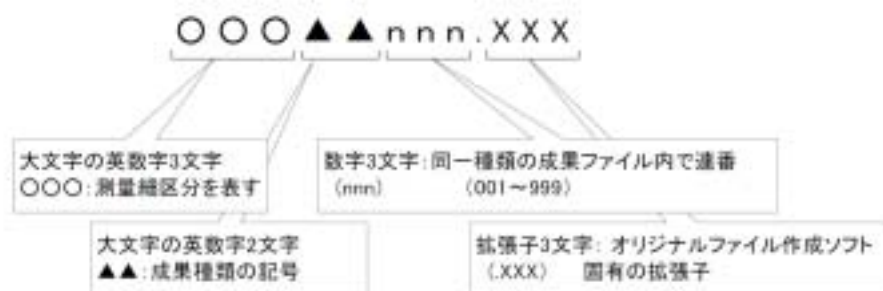 ○○○▲▲nnn.XXX
大文字の英数字3文字
○○○:測量細区分を表す
数字3文字:同一種類の成果ファイル内で連番
(nnn) (001～999)
大文字の英数字2文字
▲▲:成果種類の記号
拡張子3文字: オリジナルファイル作成ソフト
(.XXX) 固有の拡張子